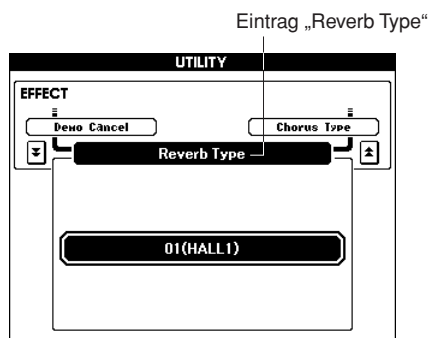 Eintrag „Reverb Type“
UTILITY
EFFECT
Demo Cancel
Chorus Type
Reverb Type
01(HALL1)